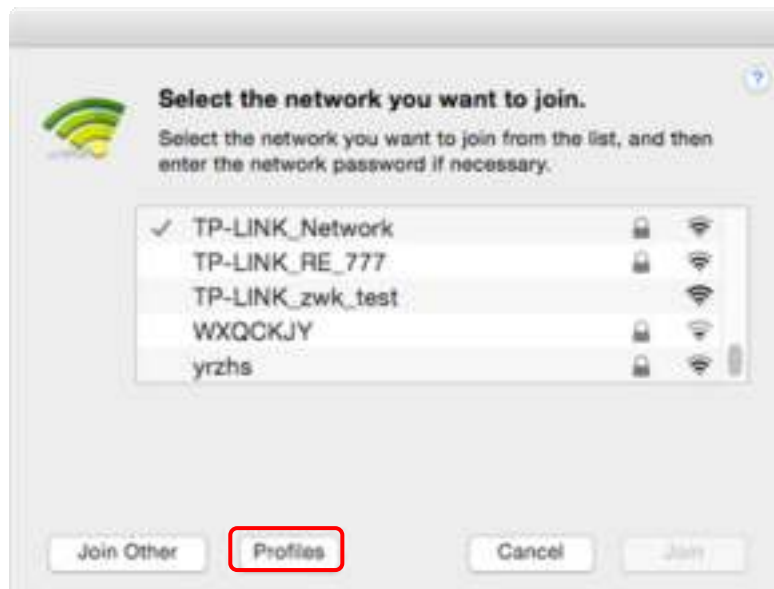 ?
Select the network you want to join.
Select the network you want to join from the list, and then
enter the network password if necessary.
✓ TP-LINK_Network
TP-LINK_RE_777
TP-LINK_zwk_test
WXQCKJY
yrzhs
Join Other Profiles Cancel Join